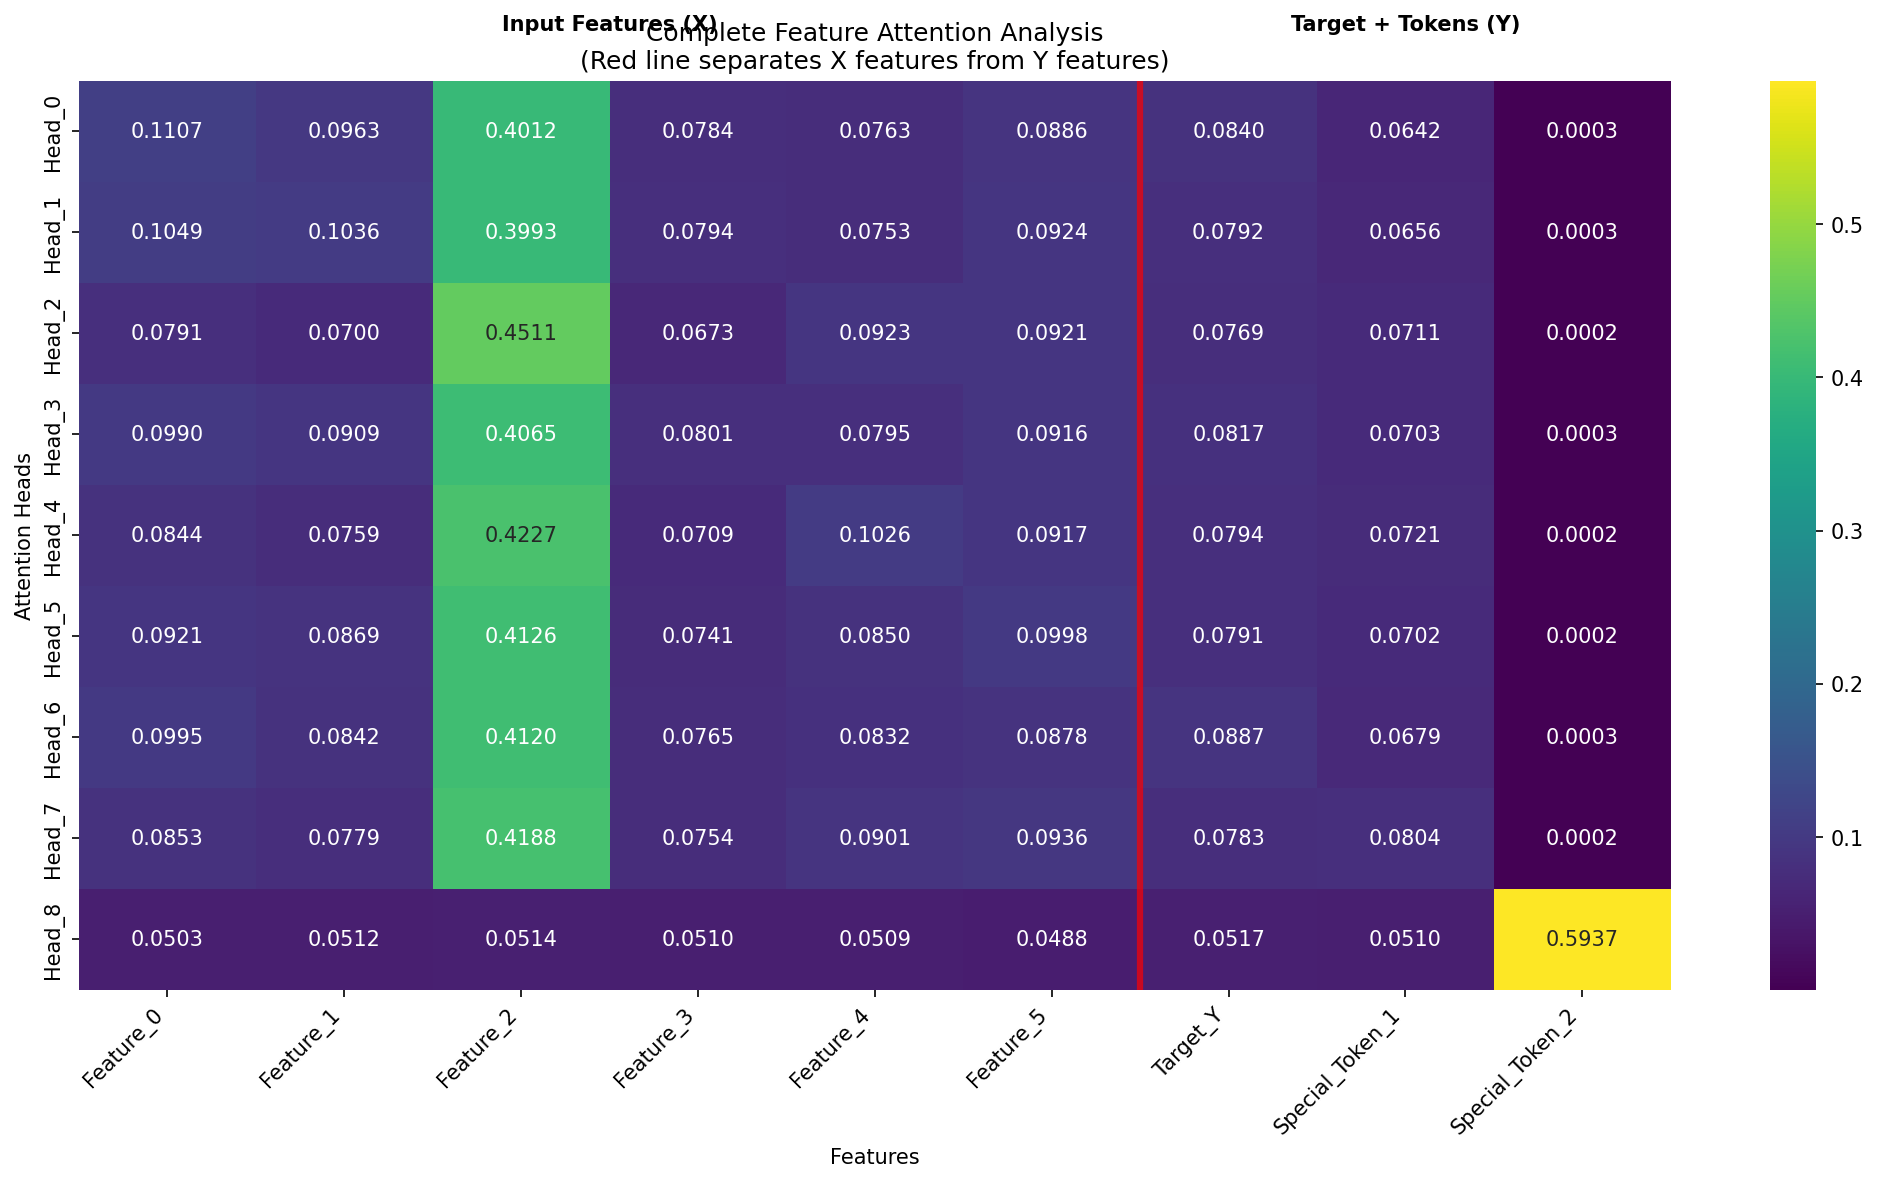 Input Features (X)
Target + Tokens (Y)
Complete Feature Attention Analysis
(Red line separates X features from Y features)
Attention Heads
Head_0 0.1107 0.0963 0.4012 0.0784 0.0763 0.0886 0.0840 0.0642 0.0003
Head_1 0.1049 0.1036 0.3993 0.0794 0.0753 0.0924 0.0792 0.0656 0.0003
Head_2 0.0791 0.0700 0.4511 0.0673 0.0923 0.0921 0.0769 0.0711 0.0002
Head_3 0.0990 0.0909 0.4065 0.0801 0.0795 0.0916 0.0817 0.0703 0.0003
Head_4 0.0844 0.0759 0.4227 0.0709 0.1026 0.0917 0.0794 0.0721 0.0002
Head_5 0.0921 0.0869 0.4126 0.0741 0.0850 0.0998 0.0791 0.0702 0.0002
Head_6 0.0995 0.0842 0.4120 0.0765 0.0832 0.0878 0.0887 0.0679 0.0003
Head_7 0.0853 0.0779 0.4188 0.0754 0.0901 0.0936 0.0783 0.0804 0.0002
Head_8 0.0503 0.0512 0.0514 0.0510 0.0509 0.0488 0.0517 0.0510 0.5937
Feature_0 Feature_1 Feature_2 Feature_3 Feature_4 Feature_5 Target_Y Special_Token_1 Special_Token_2
Features
0.5
0.4
0.3
0.2
0.1